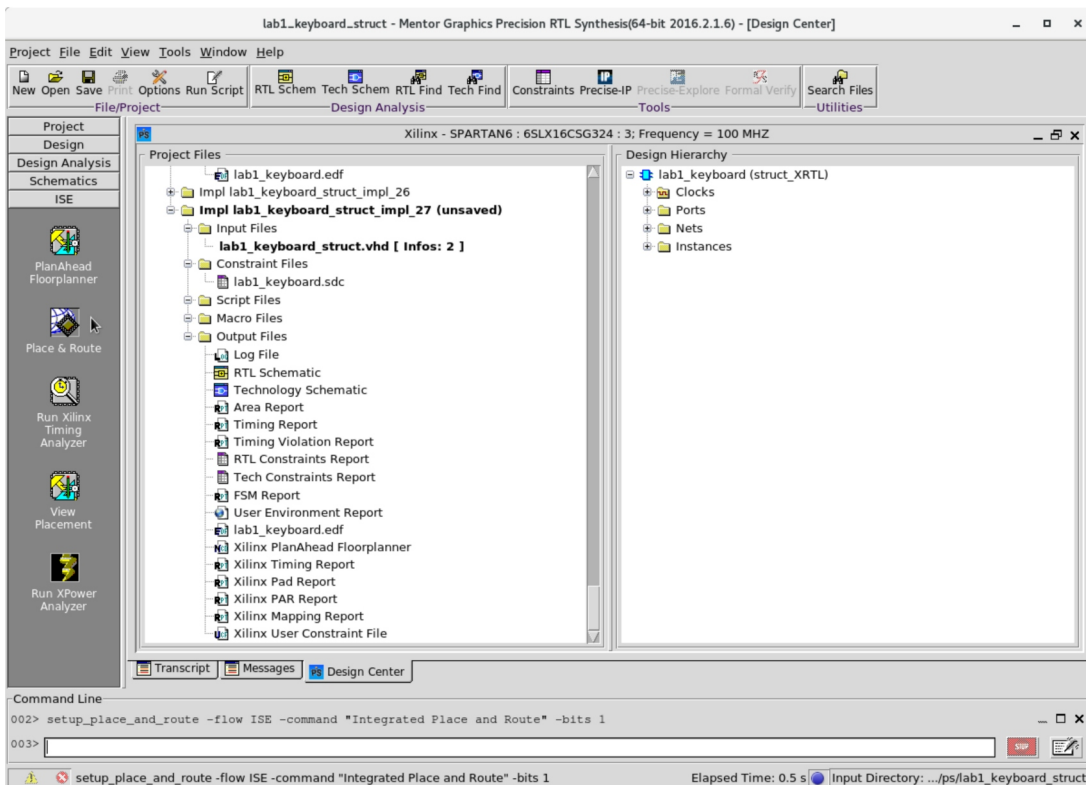 lab1_keyboard_struct - Mentor Graphics Precision RTL Synthesis(64-bit 2016.2.1.6) - [Design Center]
Project File Edit View Tools Window Help
New Open Save Print Options Run Script RTL Schem Tech Schem RTL Find Tech Find Constraints Precise-IP Precise-Explore Formal Verify Search Files
File/Project Design Analysis Tools Utilities
Project
Design
Design Analysis
Schematics
ISE
PlanAhead
Floorplanner
Place & Route
Run Xilinx
Timing
Analyzer
View
Placement
Run XPower
Analyzer
Xilinx - SPARTAN6 : 6SLX16CSG324 : 3; Frequency = 100 MHZ
Project Files
lab1_keyboard.edf
Impl lab1_keyboard_struct_impl_26
Impl lab1_keyboard_struct_impl_27 (unsaved)
Input Files
lab1_keyboard_struct.vhd [ Infos: 2 ]
Constraint Files
lab1_keyboard.sdc
Script Files
Macro Files
Output Files
Log File
RTL Schematic
Technology Schematic
Area Report
Timing Report
Timing Violation Report
RTL Constraints Report
Tech Constraints Report
FSM Report
User Environment Report
lab1_keyboard.edf
Xilinx PlanAhead Floorplanner
Xilinx Timing Report
Xilinx Pad Report
Xilinx PAR Report
Xilinx Mapping Report
Xilinx User Constraint File
Design Hierarchy
lab1_keyboard (struct_XRTL)
Clocks
Ports
Nets
Instances
Transcript Messages Design Center
Command Line
002> setup_place_and_route -flow ISE -command "Integrated Place and Route" -bits 1
003>
STOP
setup_place_and_route -flow ISE -command "Integrated Place and Route" -bits 1 Elapsed Time: 0.5 s Input Directory: .../ps/lab1_keyboard_struct